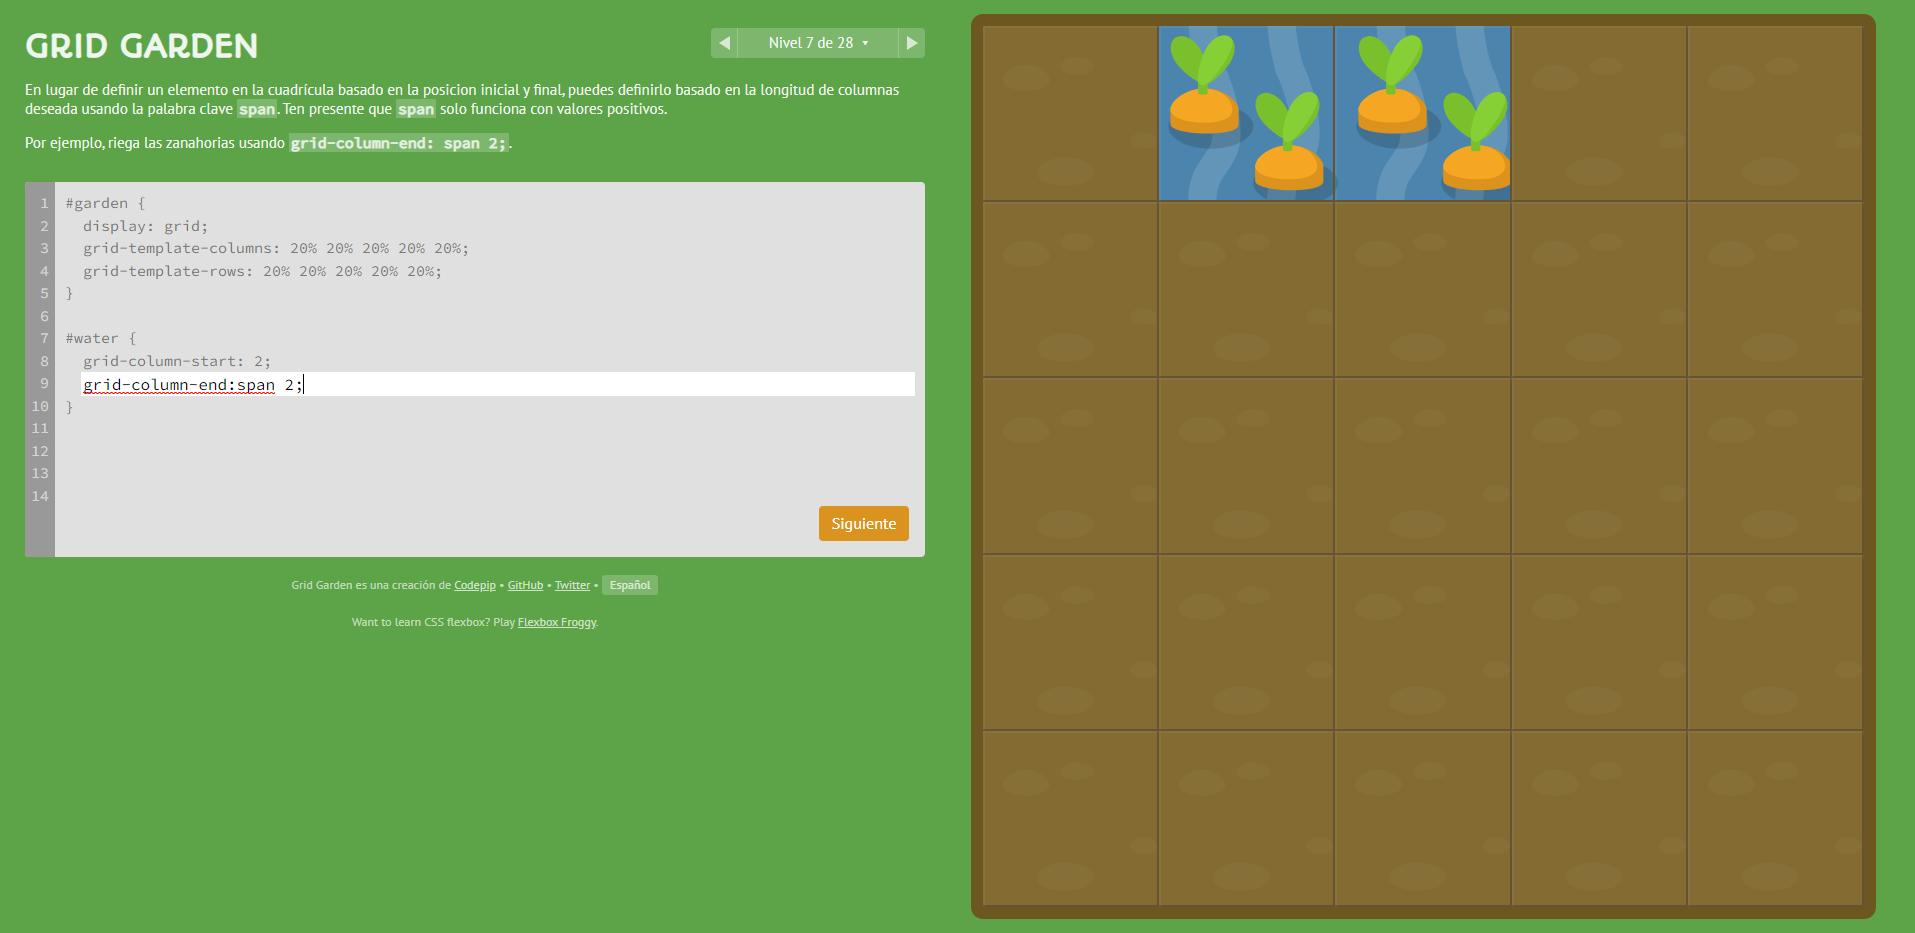 GRID GARDEN
Nivel 7 de 28
En lugar de definir un elemento en la cuadrícula basado en la posicion inicial y final, puedes definirlo basado en la longitud de columnas
deseada usando la palabra clave span. Ten presente que span solo funciona con valores positivos.
Por ejemplo, riega las zanahorias usando grid-column-end: span 2;.
1 #garden {
2 display: grid;
3 grid-template-columns: 20% 20% 20% 20% 20%;
4 grid-template-rows: 20% 20% 20% 20% 20%;
5 }
6
7 #water {
8 grid-column-start: 2;
9 grid-column-end:span 2;
10 }
11
12
13
14
Siguiente
Grid Garden es una creación de Codepip • GitHub • Twitter • Español
Want to learn CSS flexbox? Play Flexbox Froggy.